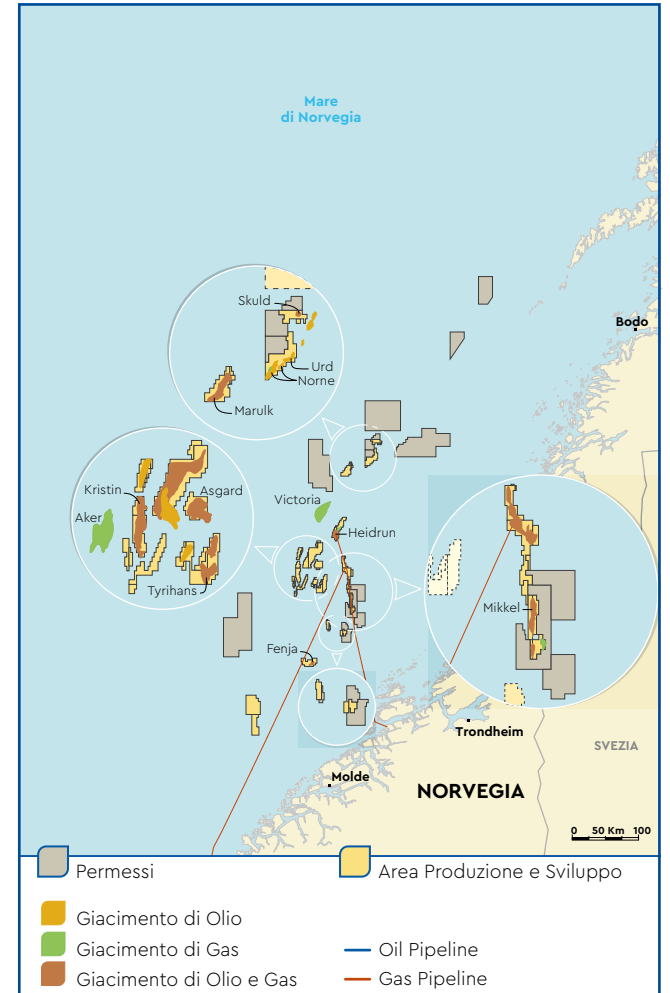 Mare
di Norvegia
Skuld
Bodo
Urd
Norne
Marulk
Kristin
Asgard
Victoria
Aker
Heidrun
Tyrihans
Mikkel
Fenja
Trondheim
SVEZIA
Molde
NORVEGIA
0 50 Km 100
Permessi
Area Produzione e Sviluppo
Giacimento di Olio
Giacimento di Gas
Oil Pipeline
Giacimento di Olio e Gas
Gas Pipeline